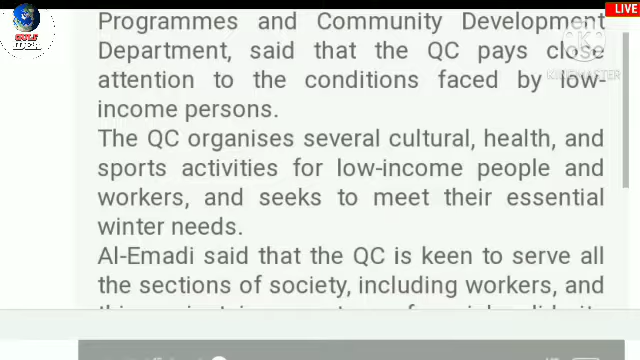 LIVE
GULF
IDEA
Programmes and Community Development
Department, said that the QC pays close
attention to the conditions faced by low-
income persons.
KINEMASTER
The QC organises several cultural, health, and
sports activities for low-income people and
workers, and seeks to meet their essential
winter needs.
Al-Emadi said that the QC is keen to serve all
the sections of society, including workers, and